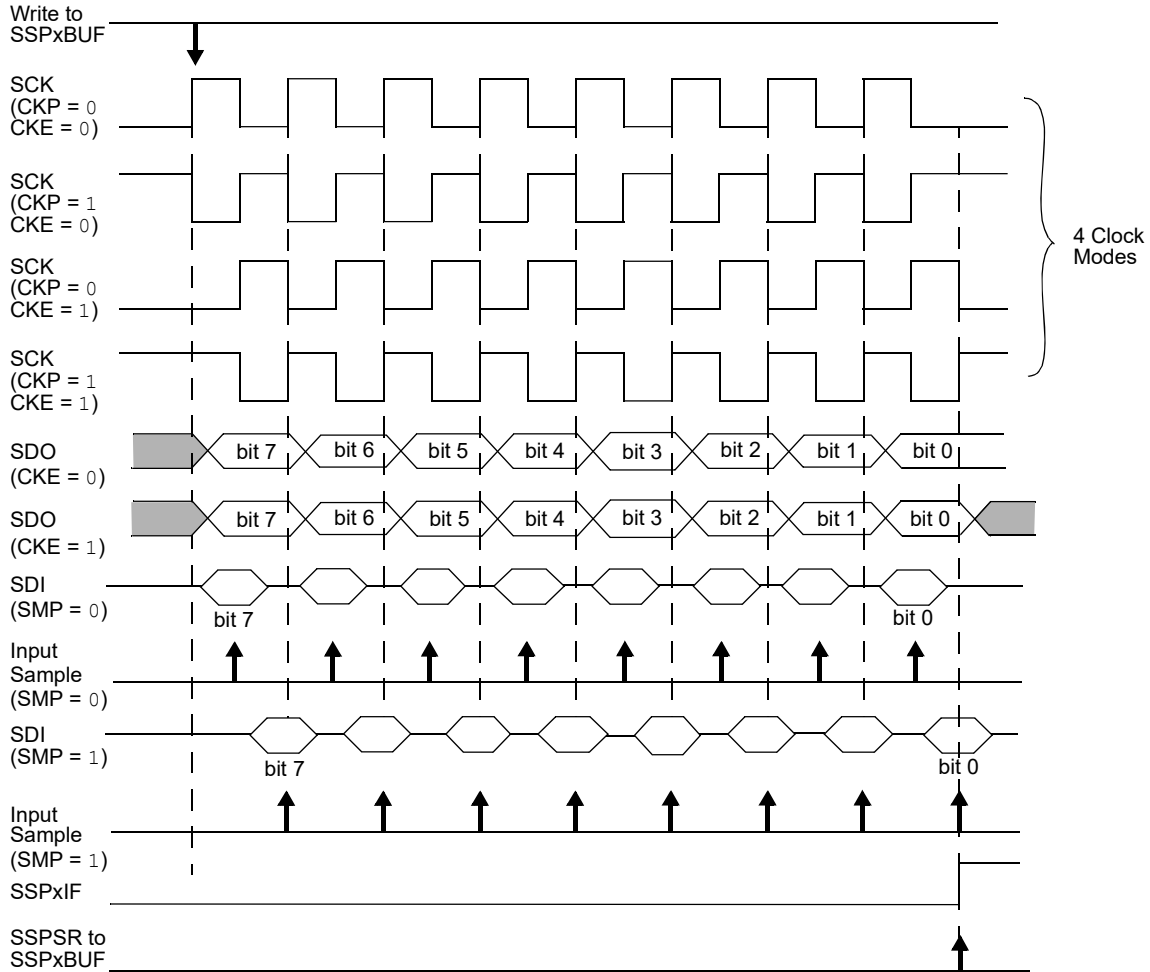 Write to
SSPxBUF
SCK
(CKP = 0
CKE = 0)
SCK
(CKP = 1
CKE = 0)
SCK
(CKP = 0
CKE = 1)
SCK
(CKP = 1
CKE = 1)
4 Clock
Modes
SDO
(CKE = 0)
bit 7 bit 6 bit 5 bit 4 bit 3 bit 2 bit 1 bit 0
SDO
(CKE = 1)
bit 7 bit 6 bit 5 bit 4 bit 3 bit 2 bit 1 bit 0
SDI
(SMP = 0)
bit 7 bit 0
Input
Sample
(SMP = 0)
SDI
(SMP = 1)
bit 7 bit 0
Input
Sample
(SMP = 1)
SSPxIF
SSPSR to
SSPxBUF